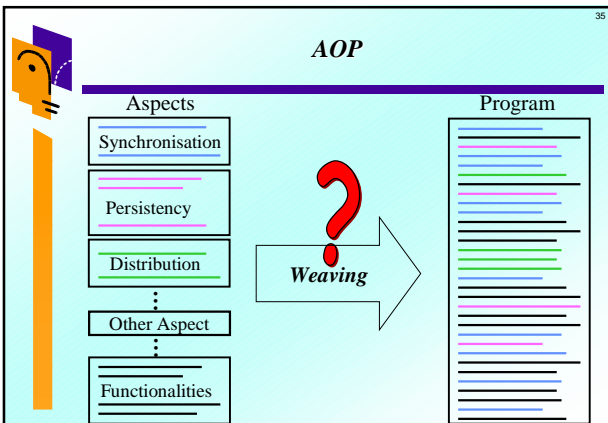 35
AOP
Aspects
Program
Synchronisation
Persistency
Distribution
Other Aspect
Functionalities
?
Weaving